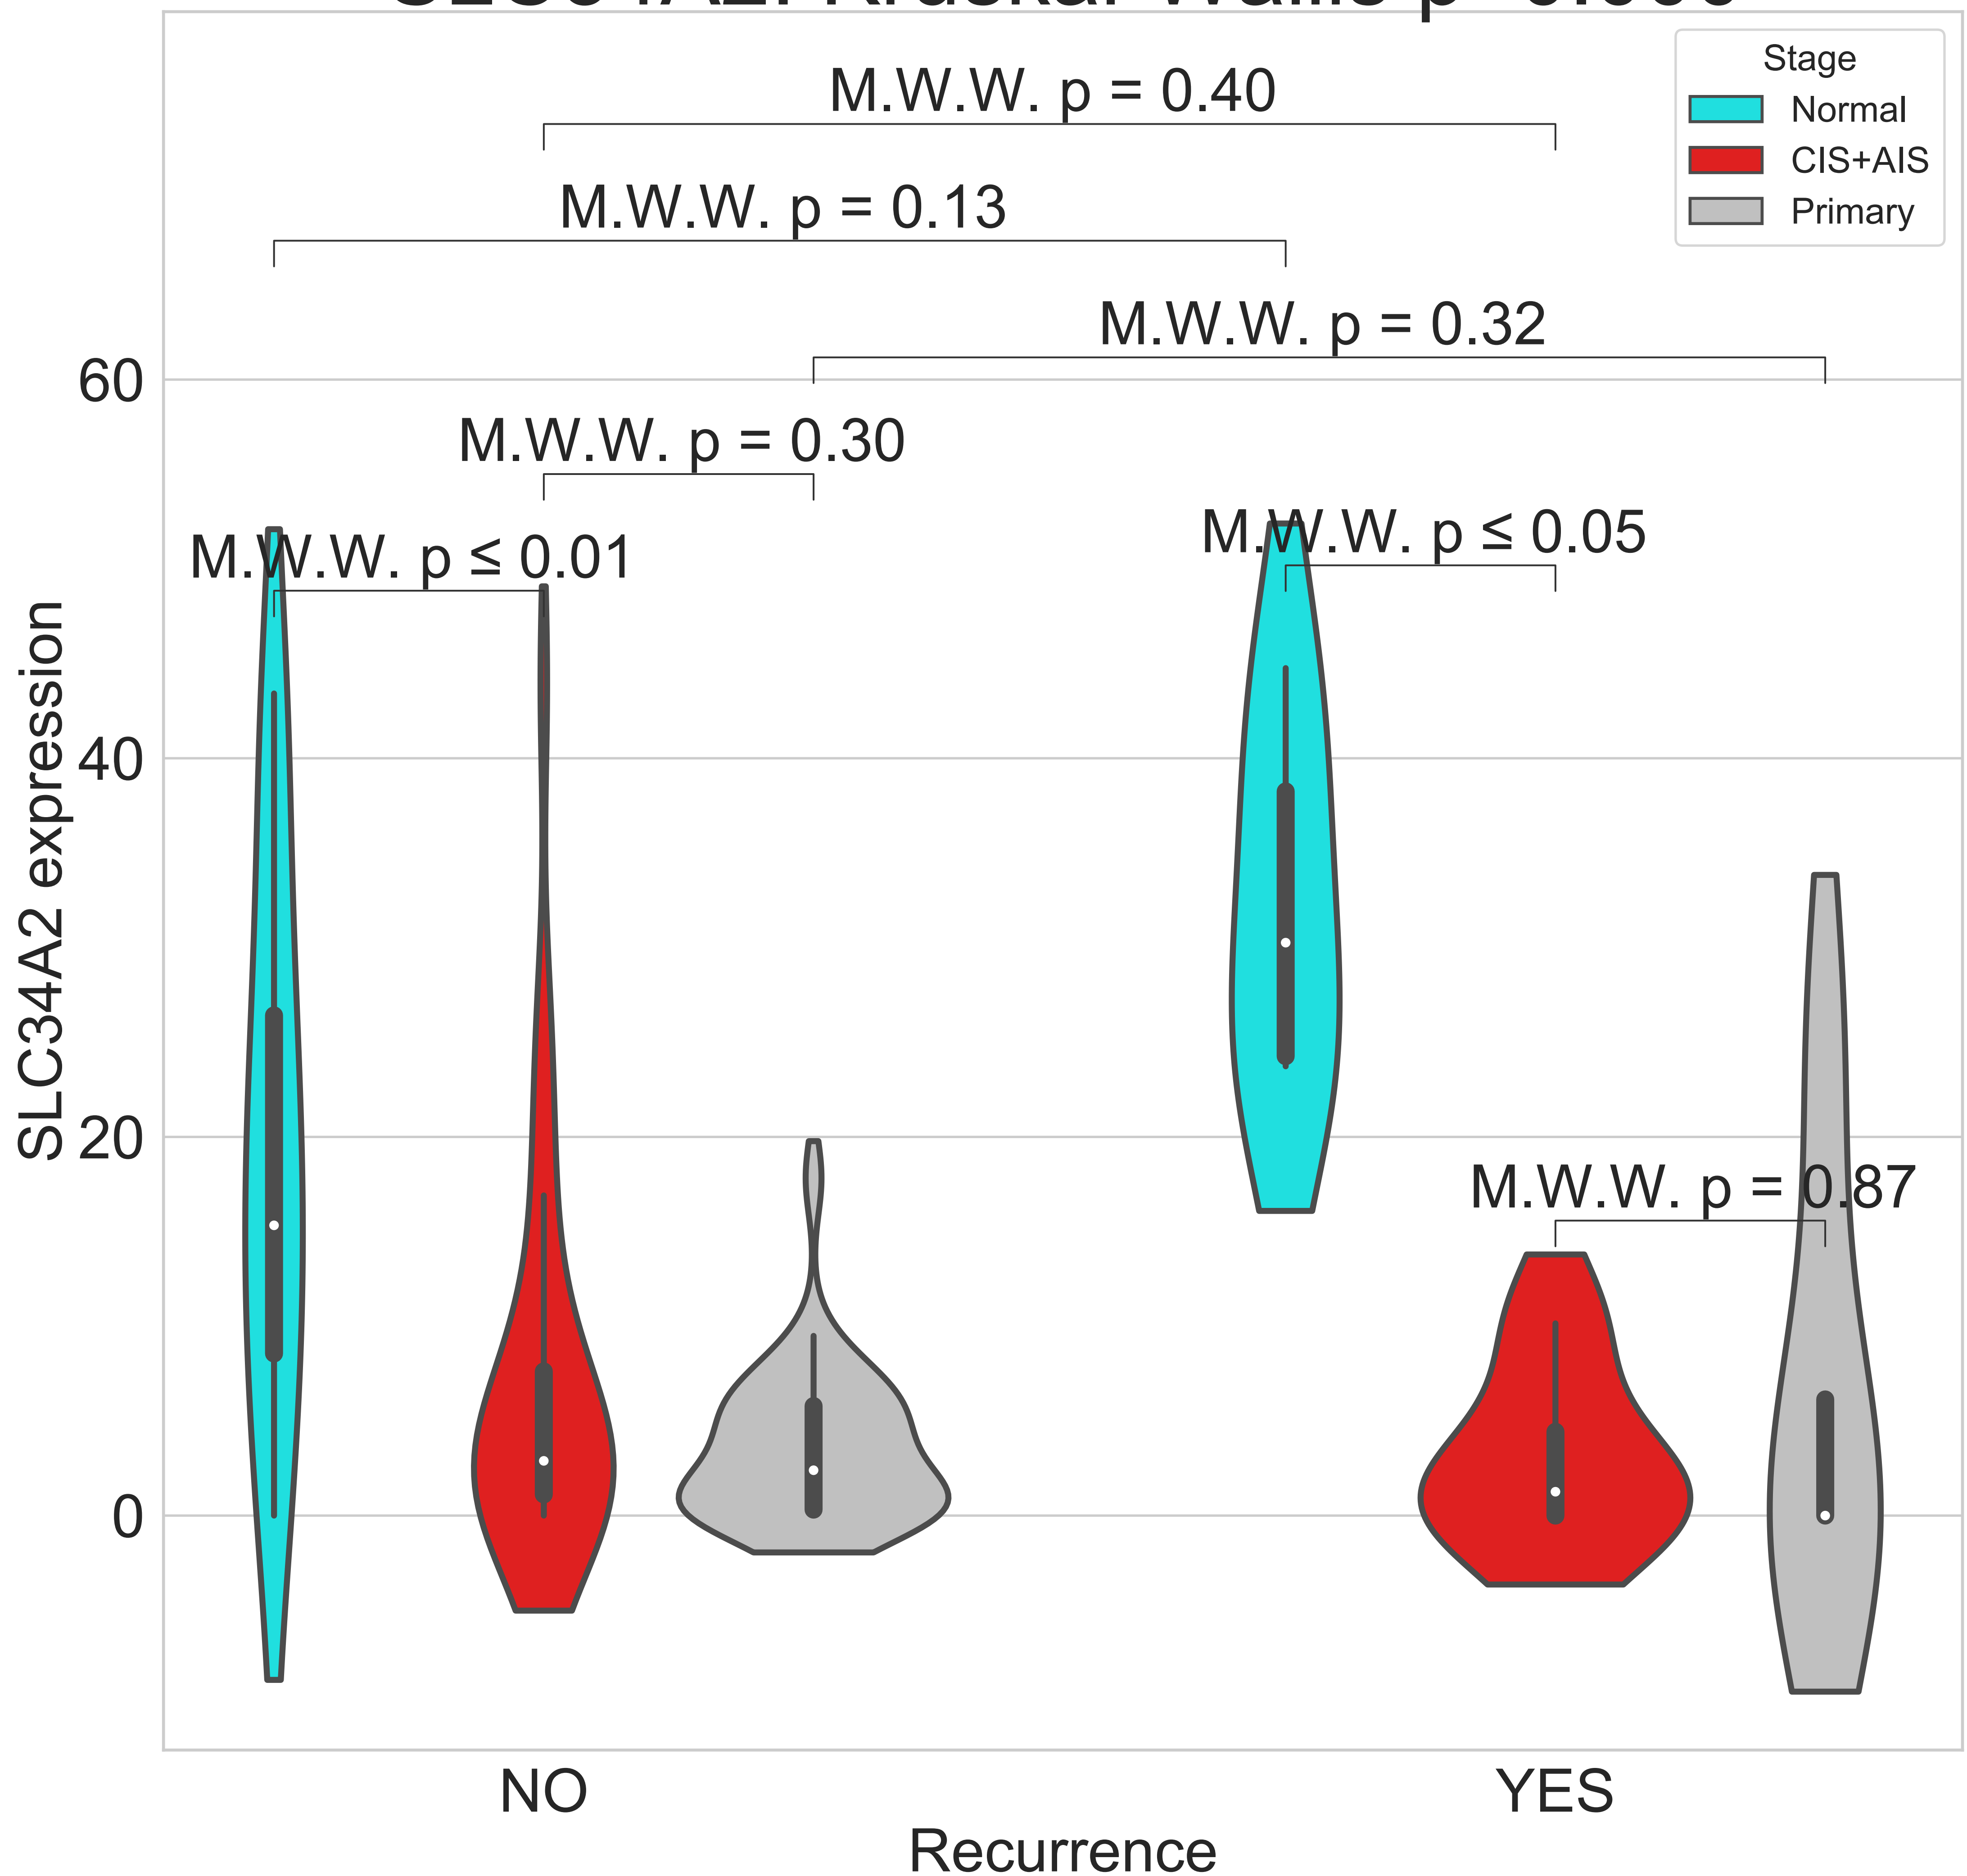 Stage
Normal
CIS+AIS
Primary
M.W.W. p = 0.40
M.W.W. p = 0.13
M.W.W. p = 0.32
M.W.W. p = 0.30
M.W.W. p ≤ 0.01
M.W.W. p ≤ 0.05
M.W.W. p = 0.87
SLC34A2 expression
60
40
20
0
NO
YES
Recurrence